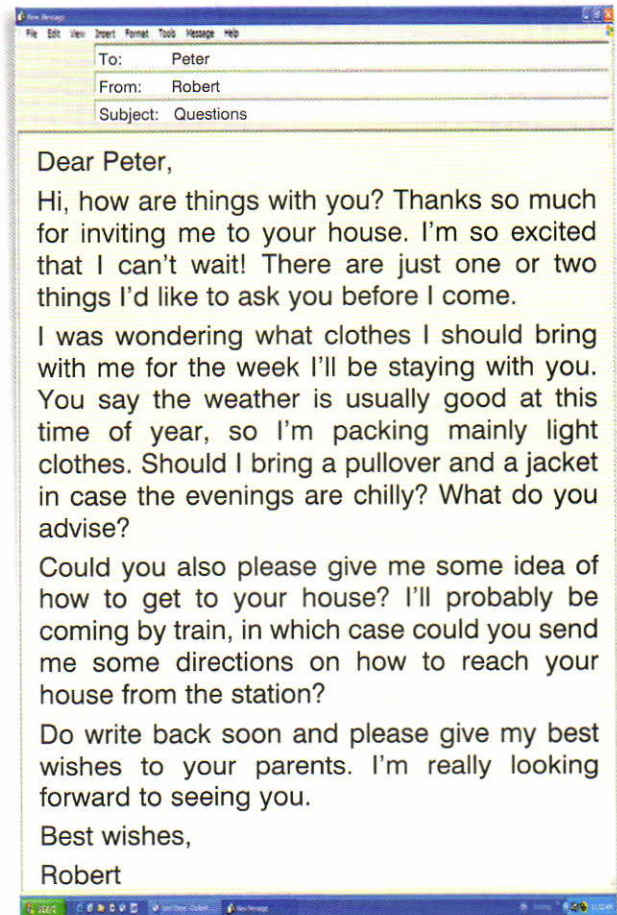 New Message
File Edit View Insert Format Tools Message Help
To: Peter
From: Robert
Subject: Questions
Dear Peter,
Hi, how are things with you? Thanks so much
for inviting me to your house. I'm so excited
that I can't wait! There are just one or two
things I'd like to ask you before I come.
I was wondering what clothes I should bring
with me for the week I'll be staying with you.
You say the weather is usually good at this
time of year, so I'm packing mainly light
clothes. Should I bring a pullover and a jacket
in case the evenings are chilly? What do you
advise?
Could you also please give me some idea of
how to get to your house? I'll probably be
coming by train, in which case could you send
me some directions on how to reach your
house from the station?
Do write back soon and please give my best
wishes to your parents. I'm really looking
forward to seeing you.
Best wishes,
Robert